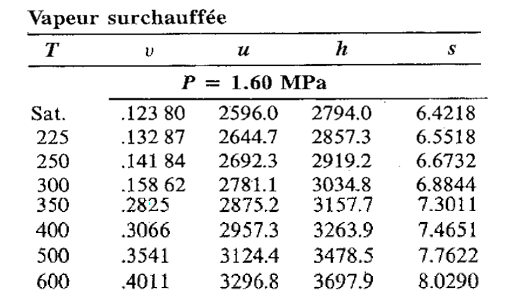 Vapeur surchauffée
T v u h s
P = 1.60 MPa
Sat. .123 80 2596.0 2794.0 6.4218
225 .132 87 2644.7 2857.3 6.5518
250 .141 84 2692.3 2919.2 6.6732
300 .158 62 2781.1 3034.8 6.8844
350 .2825 2875.2 3157.7 7.3011
400 .3066 2957.3 3263.9 7.4651
500 .3541 3124.4 3478.5 7.7622
600 .4011 3296.8 3697.9 8.0290